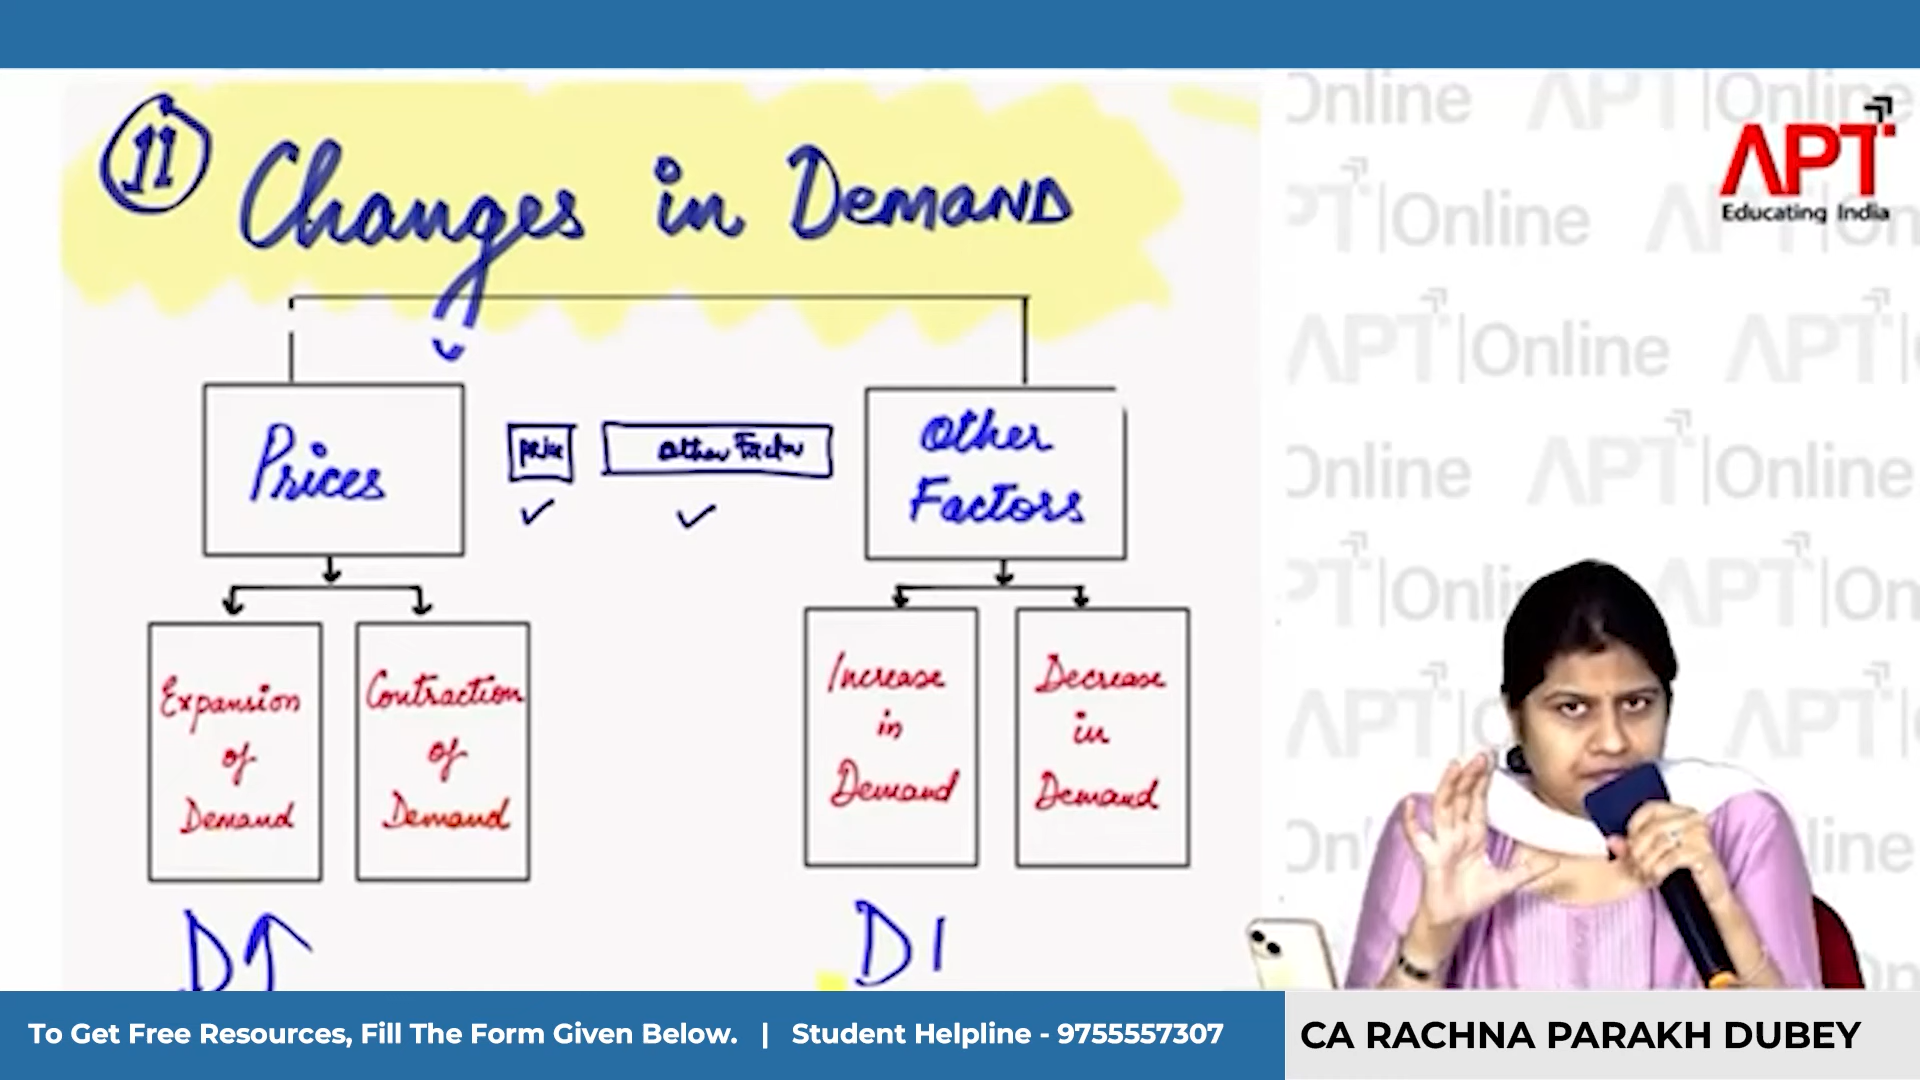 11
Changes in Demand
Prices
Price
Other Factor
Other
Factors
Expansion
of
Demand
Contraction
of
Demand
Increase
in
Demand
Decrease
in
Demand
D↑
D
APT
Educating India
APT|Online
To Get Free Resources, Fill The Form Given Below. | Student Helpline - 9755557307
CA RACHNA PARAKH DUBEY